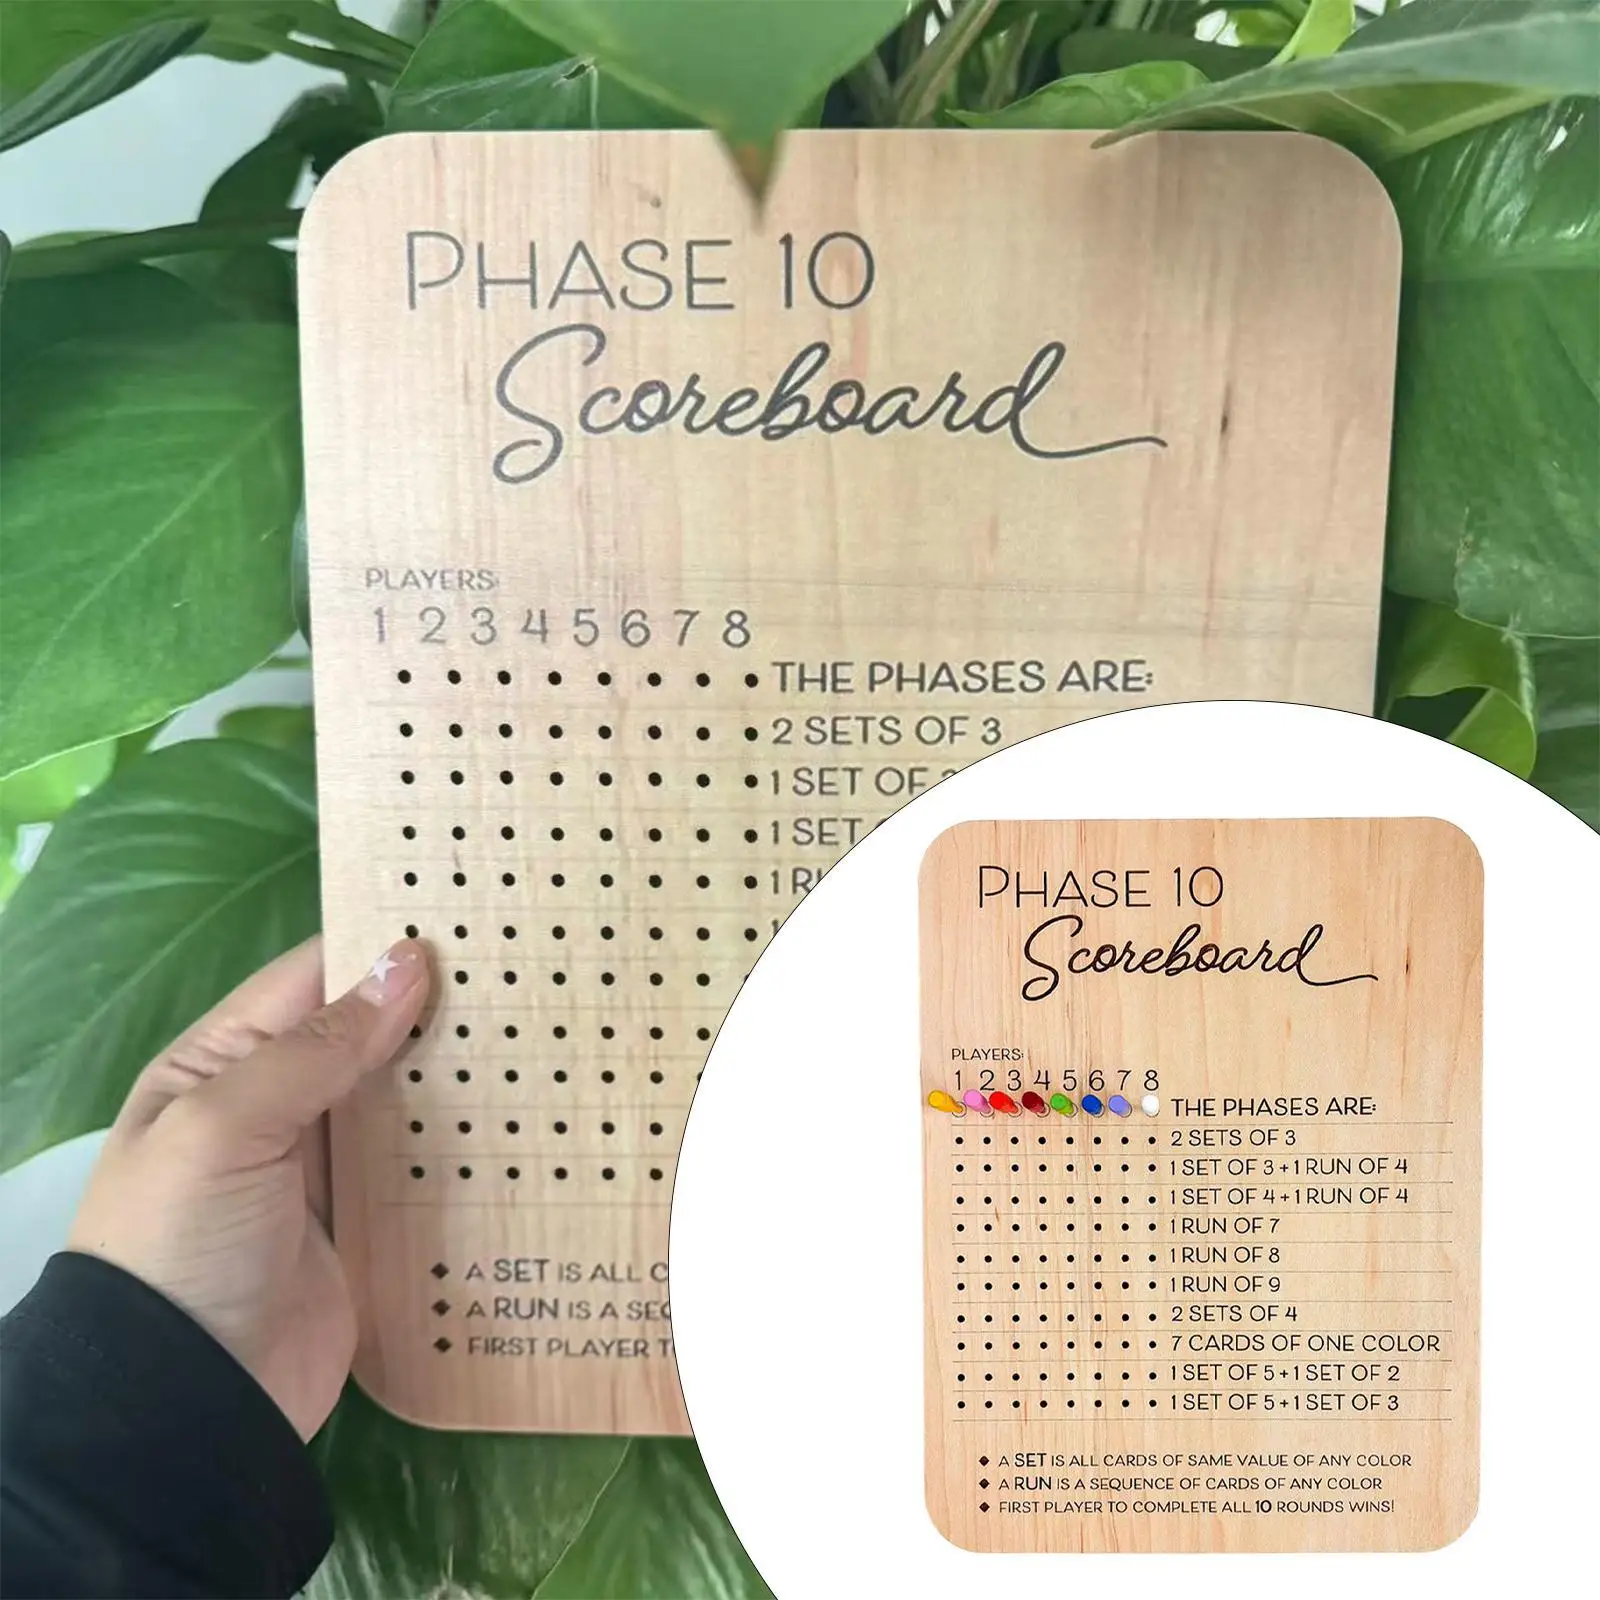 PHASE 10
Scoreboard
PLAYERS:
1 2 3 4 5 6 7 8
THE PHASES ARE:
2 SETS OF 3
1 SET OF
1 SET
1
1
A SET IS ALL
A RUN IS A
FIRST PLAYER
PHASE 10
Scoreboard
PLAYERS:
1 2 3 4 5 6 7 8
THE PHASES ARE:
2 SETS OF 3
1 SET OF 3 + 1 RUN OF 4
1 SET OF 4 + 1 RUN OF 4
1 RUN OF 7
1 RUN OF 8
1 RUN OF 9
2 SETS OF 4
7 CARDS OF ONE COLOR
1 SET OF 5 + 1 SET OF 2
1 SET OF 5 + 1 SET OF 3
A SET IS ALL CARDS OF SAME VALUE OF ANY COLOR
A RUN IS A SEQUENCE OF CARDS OF ANY COLOR
FIRST PLAYER TO COMPLETE ALL 10 ROUNDS WINS!